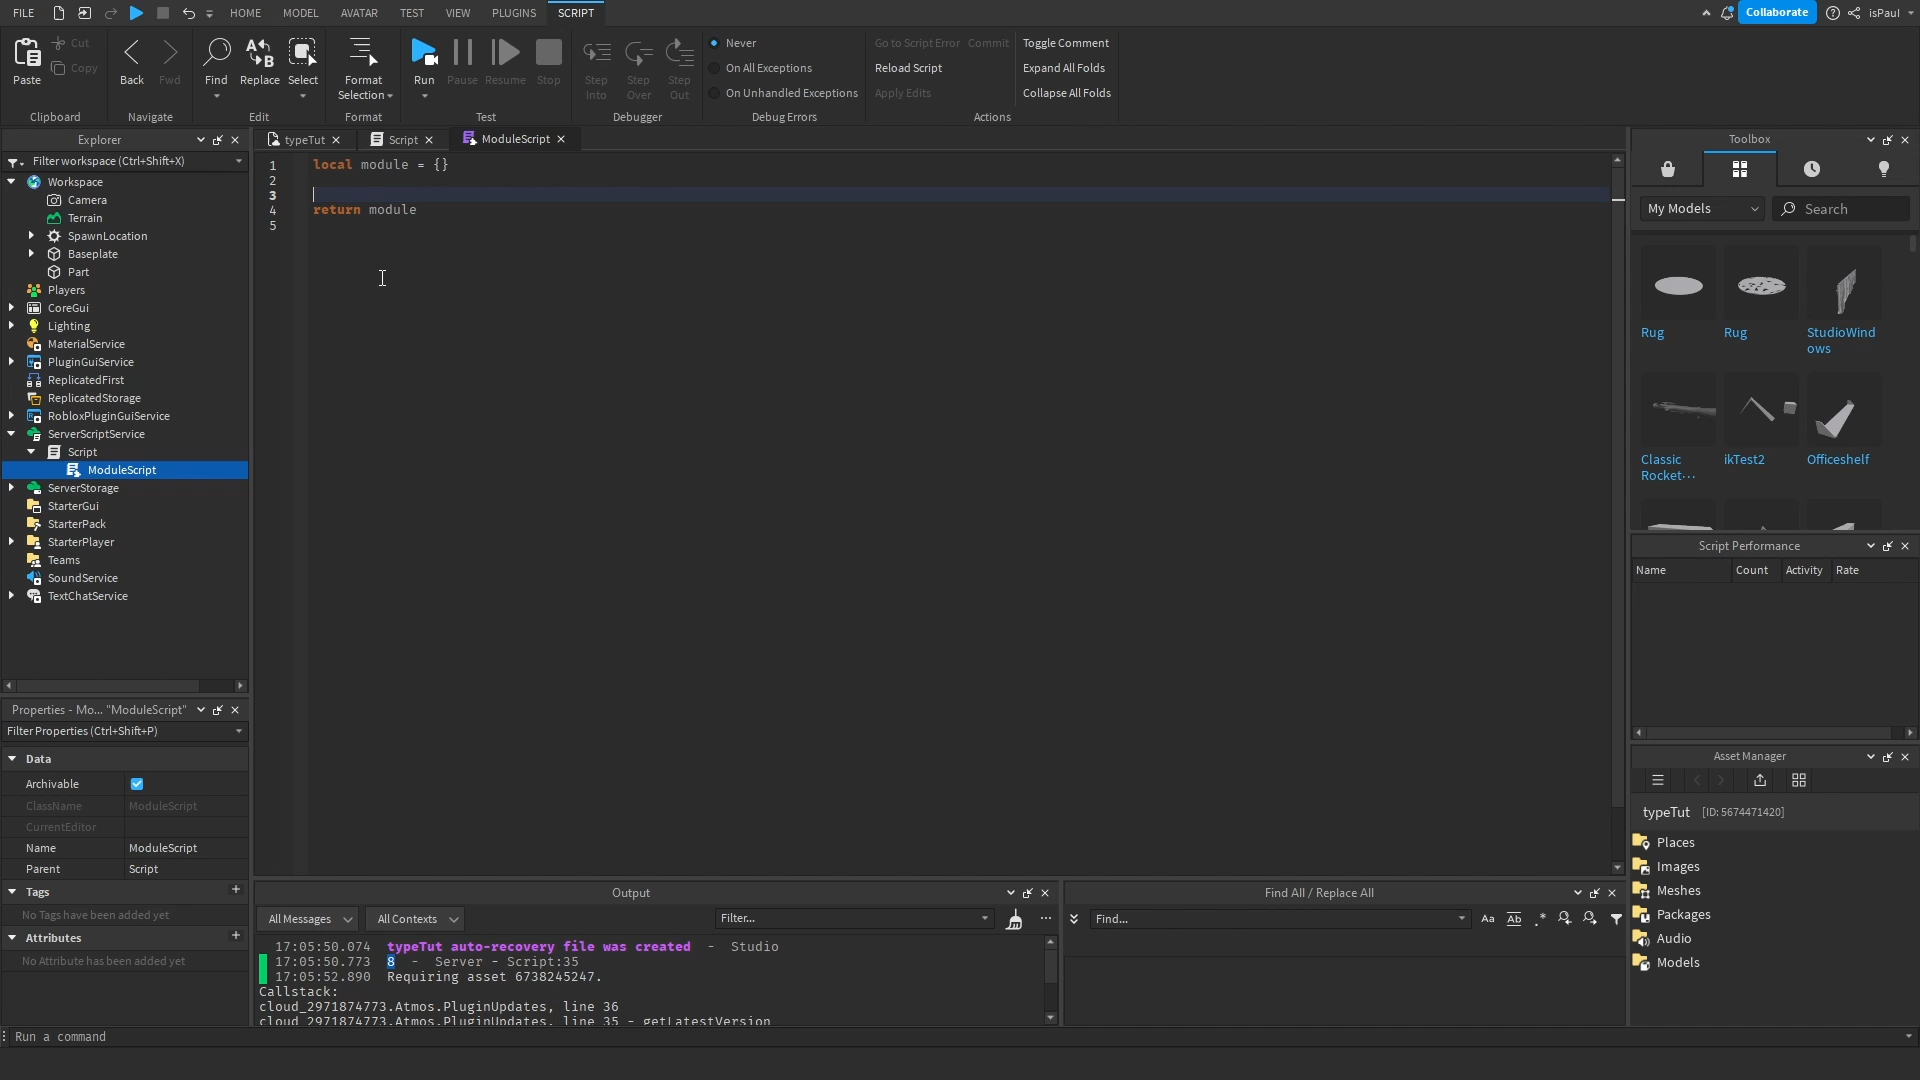 FILE HOME MODEL AVATAR TEST VIEW PLUGINS SCRIPT Collaborate isPaul
Paste Cut Copy
Clipboard
Back Fwd
Navigate
Find Replace Select
Edit
Format Selection
Format
Run Pause Resume Stop
Test
Step Into
Step Over
Step Out
Debugger
Never
On All Exceptions
On Unhandled Exceptions
Debug Errors
Go to Script Error Commit
Reload Script
Apply Edits
Toggle Comment
Expand All Folds
Collapse All Folds
Actions
Explorer
Filter workspace (Ctrl+Shift+X)
Workspace
Camera
Terrain
SpawnLocation
Baseplate
Part
Players
CoreGui
Lighting
MaterialService
PluginGuiService
ReplicatedFirst
ReplicatedStorage
RobloxPluginGuiService
ServerScriptService
Script
ModuleScript
ServerStorage
StarterGui
StarterPack
StarterPlayer
Teams
SoundService
TextChatService
Properties - Mo... "ModuleScript"
Filter Properties (Ctrl+Shift+P)
Data
Archivable
ClassName ModuleScript
CurrentEditor
Name ModuleScript
Parent Script
Tags +
No Tags have been added yet
Attributes +
No Attribute has been added yet
typeTut Script ModuleScript
1 local module = {}
2
3
4 return module
5
Output
All Messages All Contexts Filter...
17:05:50.074 typeTut auto-recovery file was created - Studio
17:05:50.773 8 - Server - Script:35
17:05:52.890 Requiring asset 6738245247.
Callstack:
cloud_2971874773.Atmos.PluginUpdates, line 36
cloud_2971874773.Atmos.PluginUpdates, line 35 - getLatestVersion
Find All / Replace All
Find... Aa Ab .*
Toolbox
My Models Search
Rug Rug StudioWindows
Classic Rocket... ikTest2 Officeshelf
Script Performance
Name Count Activity Rate
Asset Manager
typeTut [ID: 5674471420]
Places
Images
Meshes
Packages
Audio
Models
Run a command